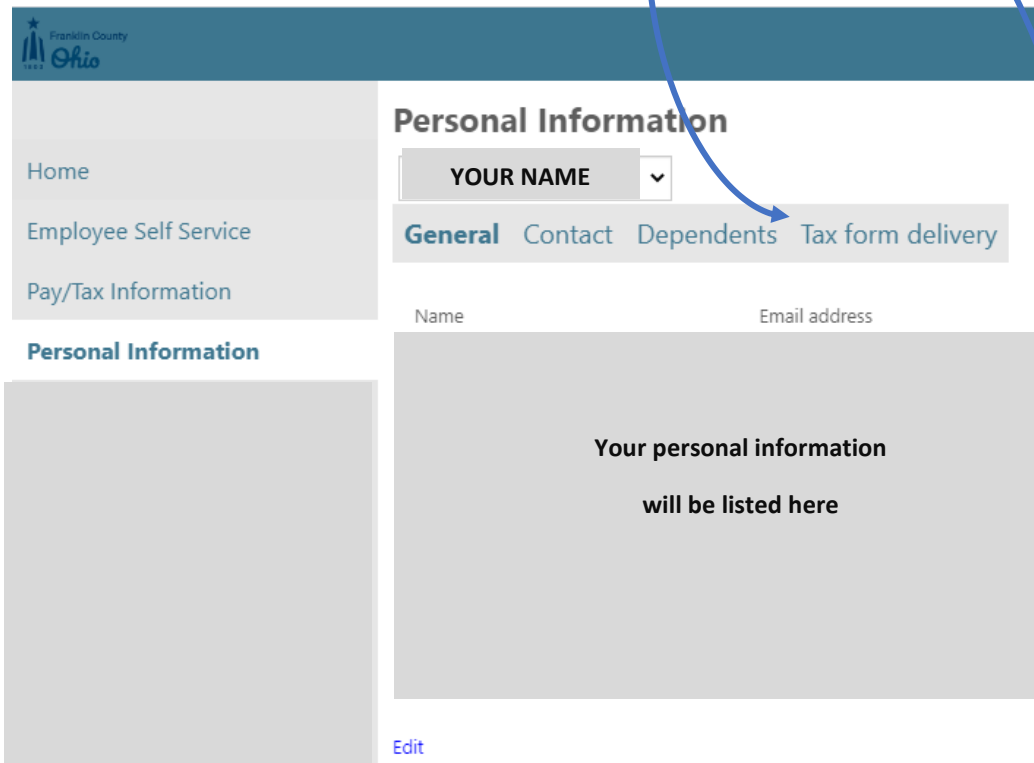 Franklin County
Ohio
1803
Personal Information
Home
YOUR NAME
Employee Self Service
General Contact Dependents Tax form delivery
Pay/Tax Information
Name Email address
Personal Information
Your personal information
will be listed here
Edit